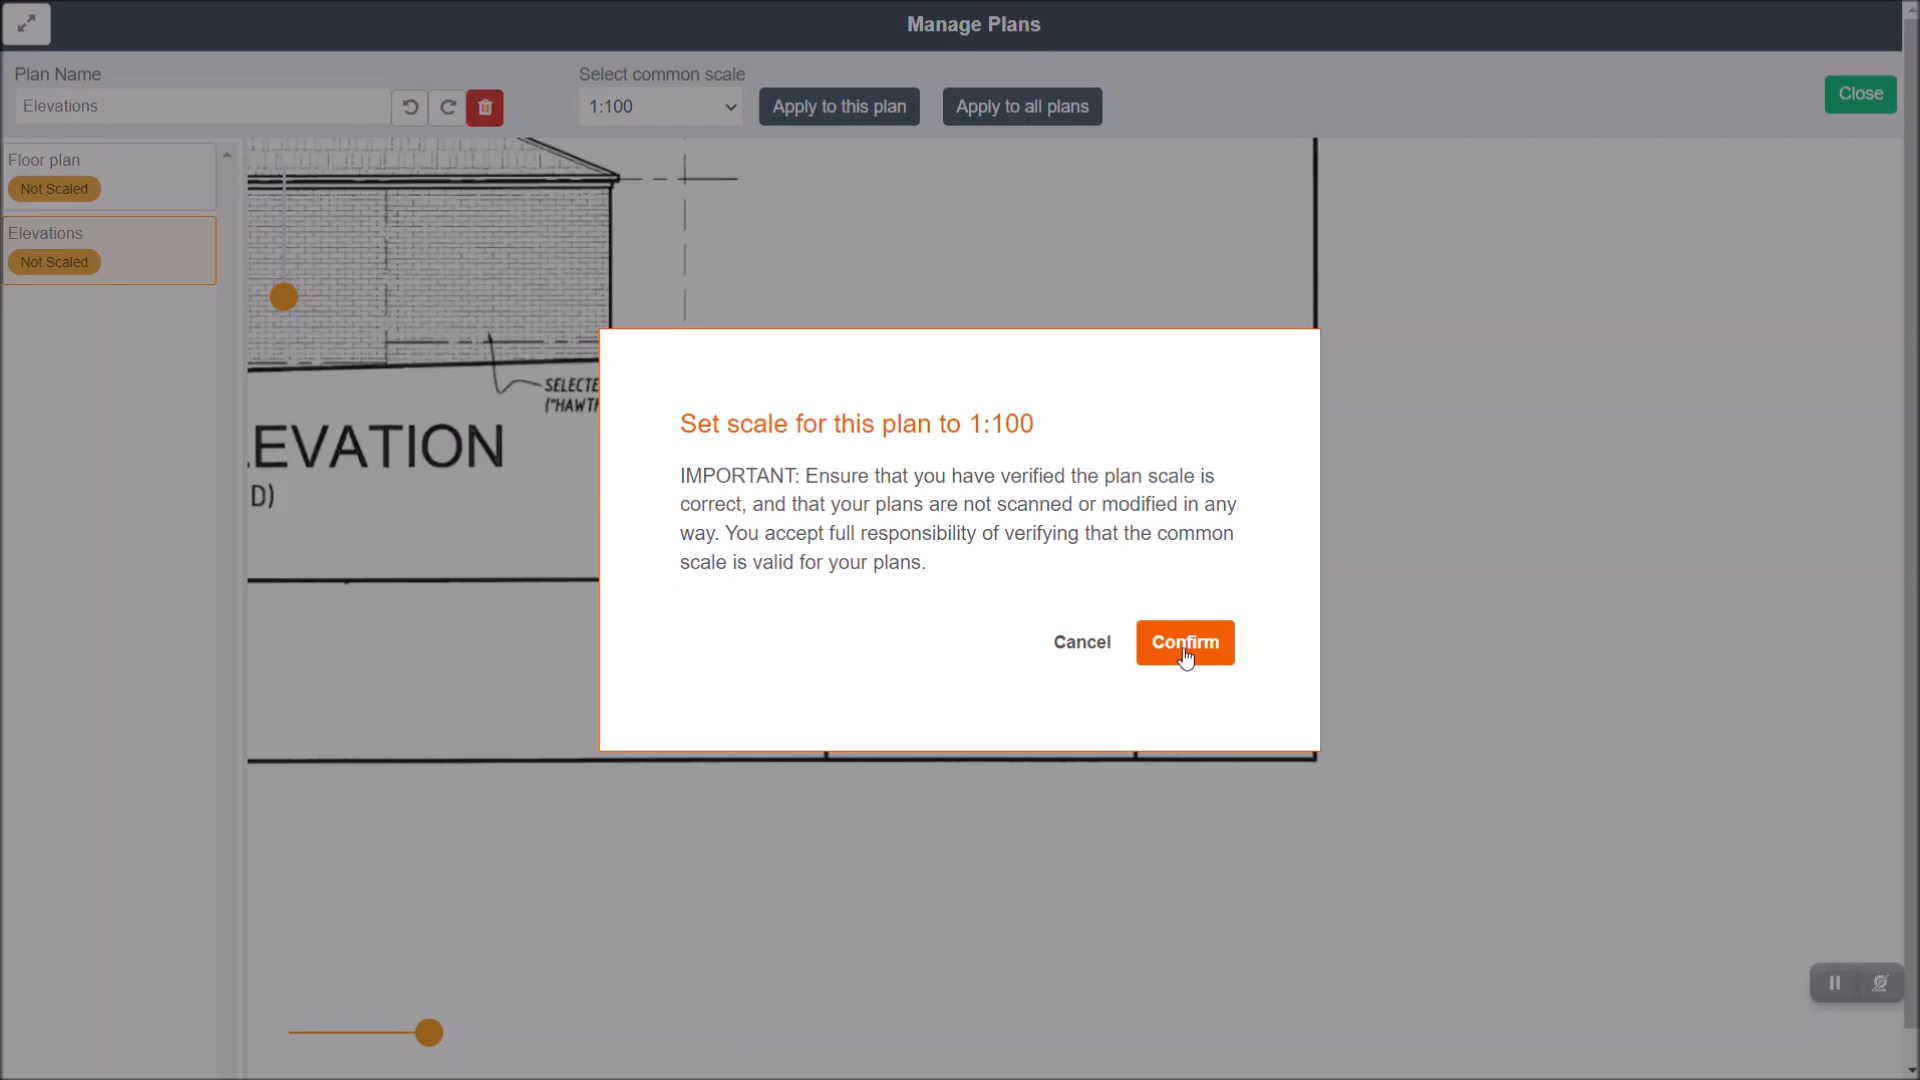 Manage Plans
Plan Name
Select common scale
Elevations
1:100
Apply to this plan
Apply to all plans
Close
Floor plan
Not Scaled
Elevations
Not Scaled
SELECTE
("HAWTH
EVATION
D)
Set scale for this plan to 1:100
IMPORTANT: Ensure that you have verified the plan scale is
correct, and that your plans are not scanned or modified in any
way. You accept full responsibility of verifying that the common
scale is valid for your plans.
Cancel
Confirm